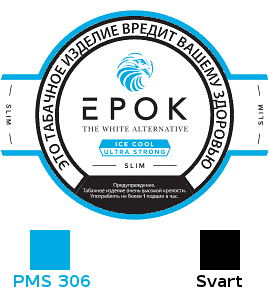 ЭТО ТАБАЧНОЕ ИЗДЕЛИЕ ВРЕДИТ ВАШЕМУ ЗДОРОВЬЮ
EPOK
THE WHITE ALTERNATIVE
ICE COOL
ULTRA STRONG
SLIM
SLIM
SLIM
Предупреждение.
Табачное изделие очень высокой крепости.
Употреблять не более 1 порции в час.
PMS 306
Svart